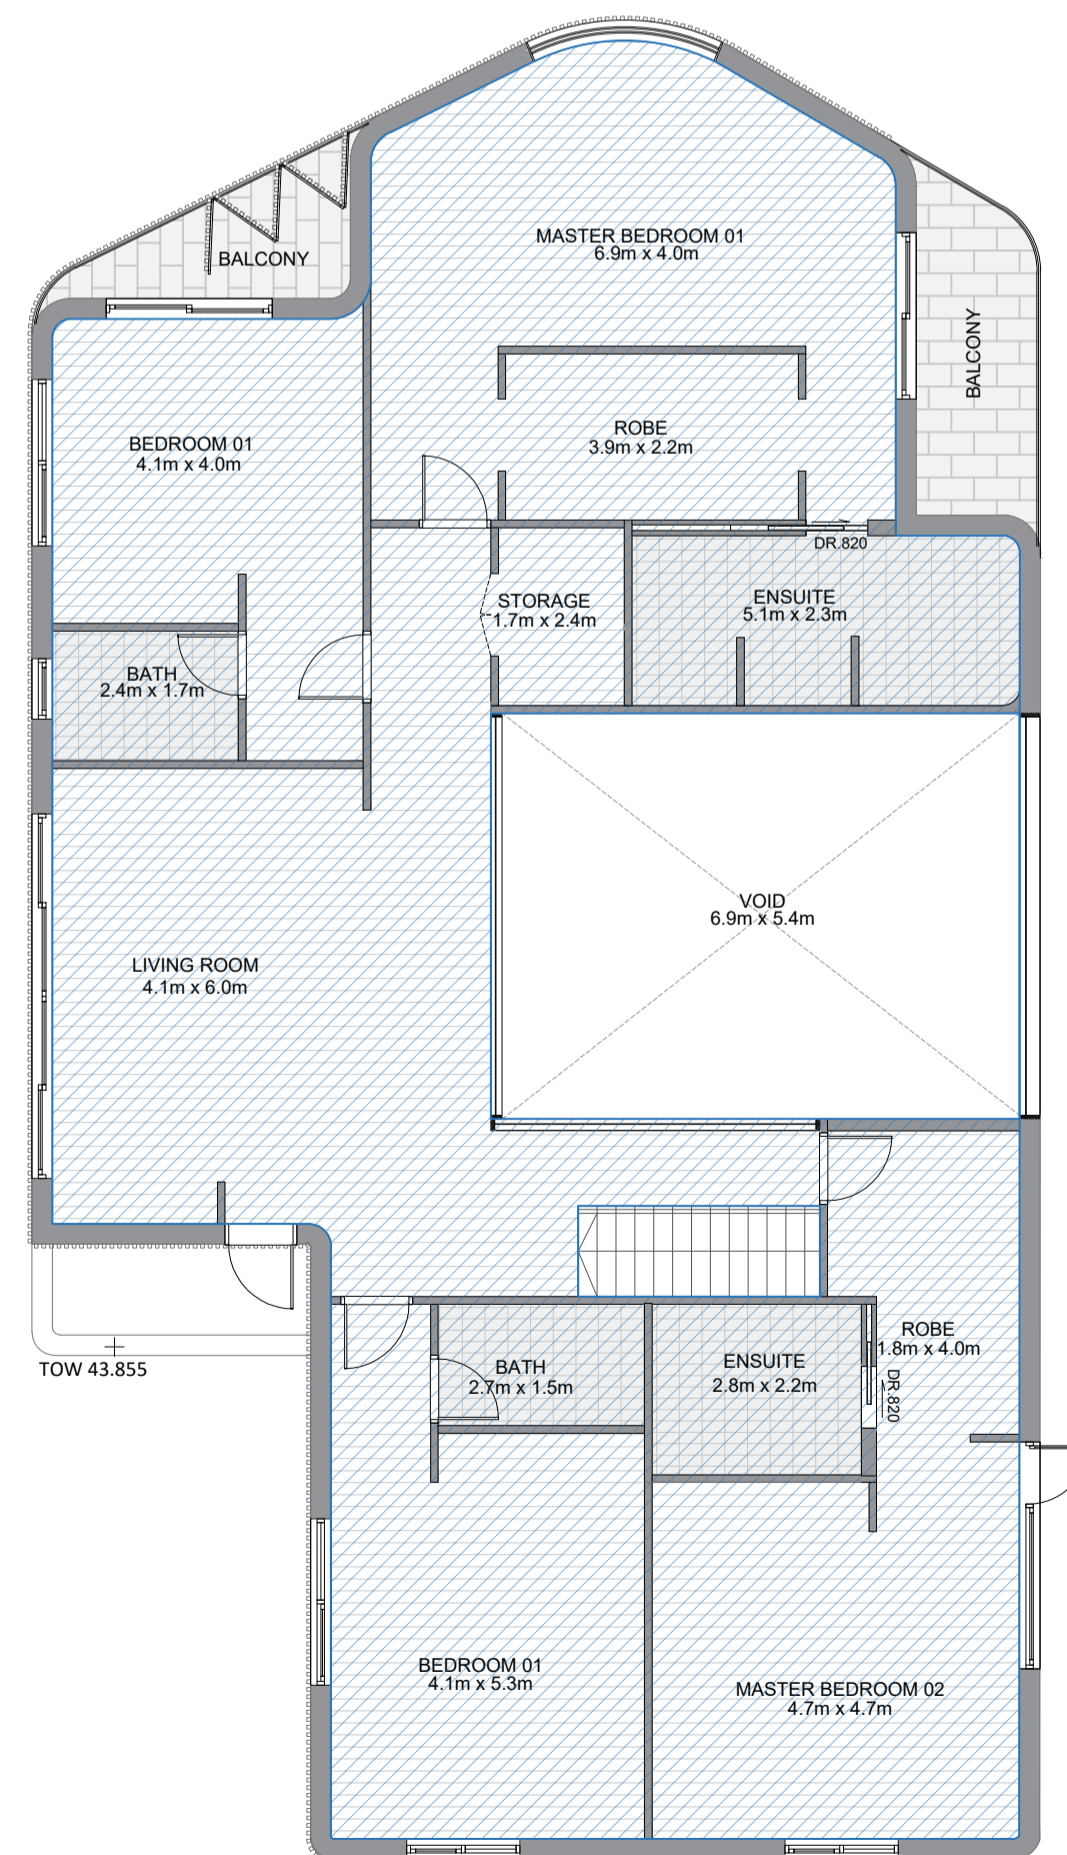 MASTER BEDROOM 01
6.9m x 4.0m
BALCONY
BALCONY
ROBE
3.9m x 2.2m
BEDROOM 01
4.1m x 4.0m
DR.820
STORAGE
1.7m x 2.4m
ENSUITE
5.1m x 2.3m
BATH
2.4m x 1.7m
VOID
6.9m x 5.4m
LIVING ROOM
4.1m x 6.0m
TOW 43.855
ROBE
1.8m x 4.0m
BATH
2.7m x 1.5m
ENSUITE
2.8m x 2.2m
DR.820
BEDROOM 01
4.1m x 5.3m
MASTER BEDROOM 02
4.7m x 4.7m